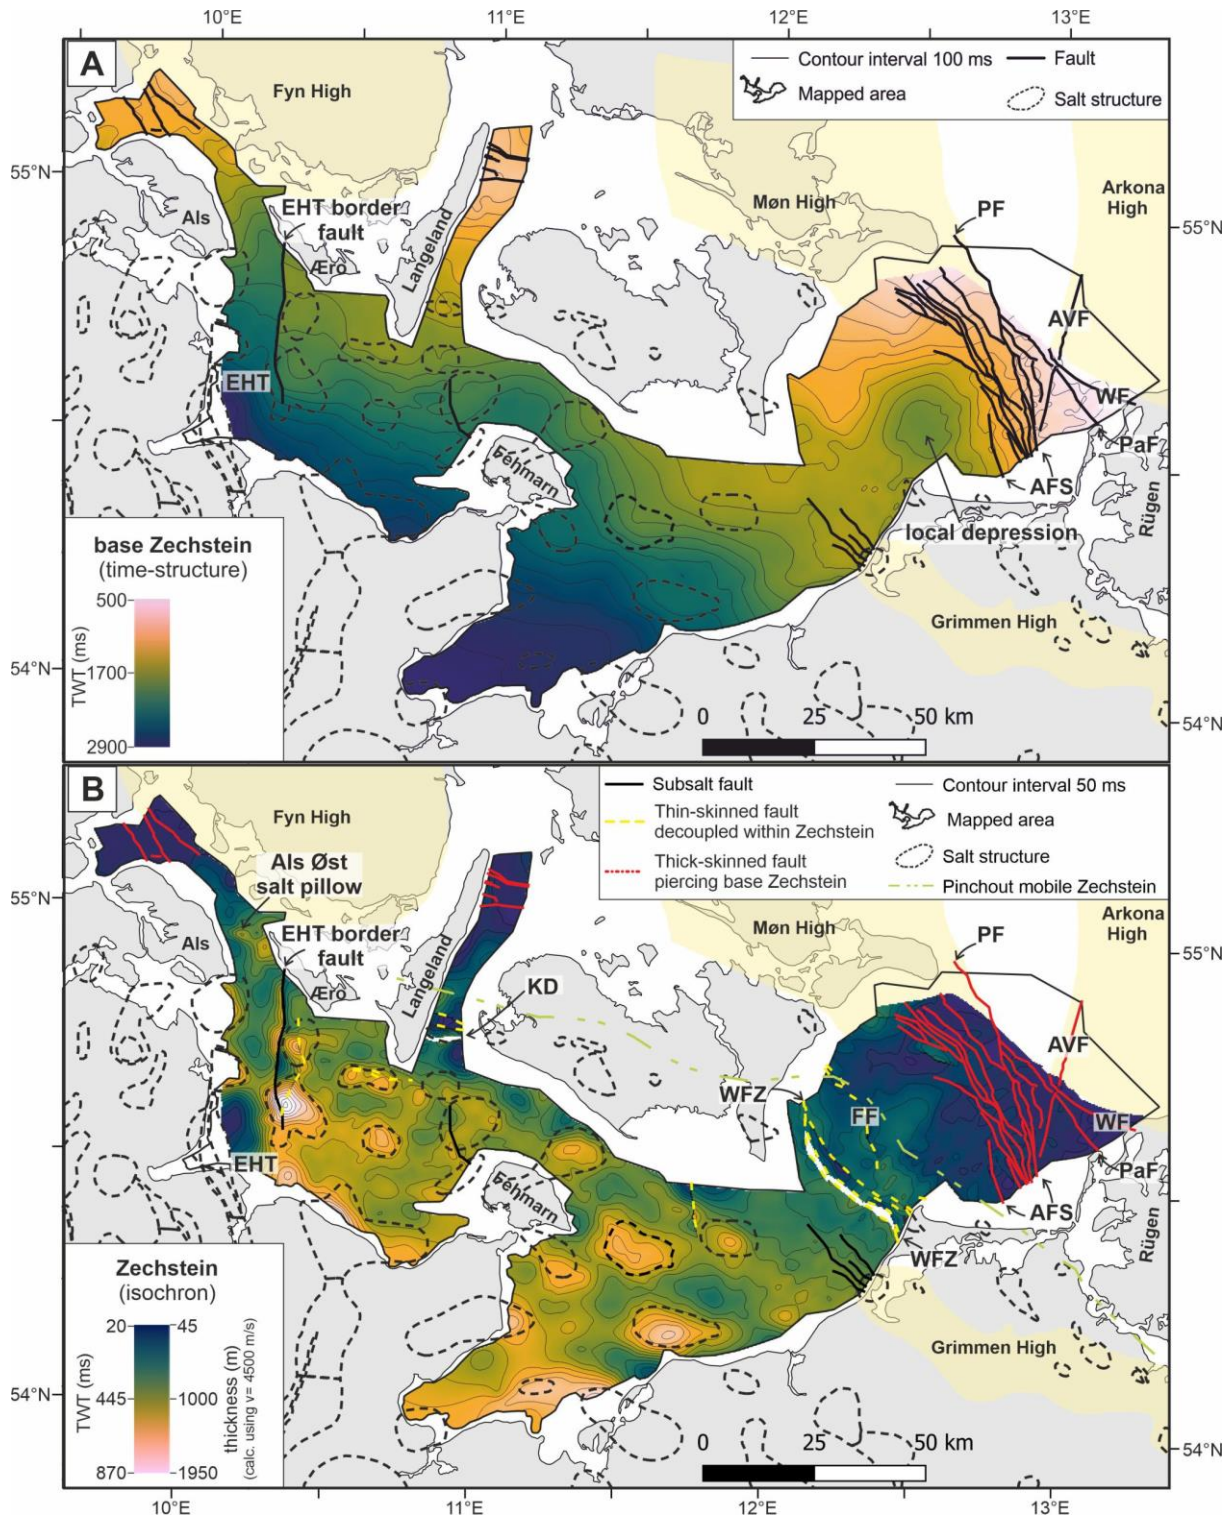 10°E
11°E
12°E
13°E
A
Contour interval 100 ms
Fault
Mapped area
Salt structure
Fyn High
55°N
Als
EHT border
fault
Ærö
Langeland
Møn High
PF
Arkona
High
55°N
AVF
EHT
WF
PaF
Fehmarn
AFS
Rügen
local depression
base Zechstein
(time-structure)
500
1700
2900
TWT (ms)
Grimmen High
54°N
0
25
50 km
54°N
B
Subsalt fault
Contour interval 50 ms
Thin-skinned fault
decoupled within Zechstein
Mapped area
Salt structure
Thick-skinned fault
piercing base Zechstein
Pinchout mobile Zechstein
Fyn High
Als Øst
salt pillow
55°N
Als
EHT border
fault
Ærö
Langeland
KD
Møn High
PF
Arkona
High
55°N
AVF
WFZ
FF
WF
EHT
PaF
Fehmarn
AFS
Rügen
WFZ
Zechstein
(isochron)
20
45
445
1000
870
1950
TWT (ms)
thickness (m)
(calc. using v= 4500 m/s)
Grimmen High
54°N
0
25
50 km
54°N
10°E
11°E
12°E
13°E